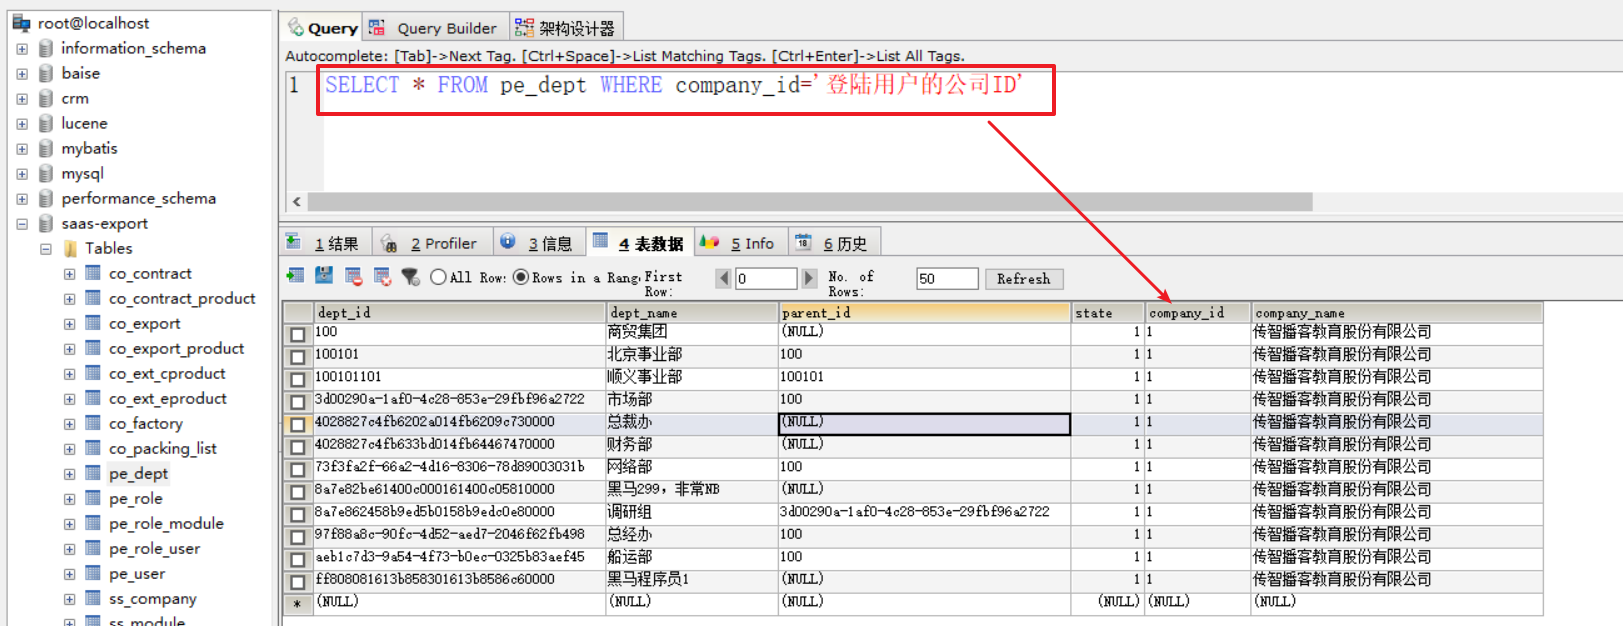 root@localhost
information_schema
baise
crm
lucene
mybatis
mysql
performance_schema
saas-export
Tables
co_contract
co_contract_product
co_export
co_export_product
co_ext_cproduct
co_ext_eproduct
co_factory
co_packing_list
pe_dept
pe_role
pe_role_module
pe_role_user
pe_user
ss_company
ss_module
Query Query Builder 架构设计器
Autocomplete: [Tab]->Next Tag. [Ctrl+Space]->List Matching Tags. [Ctrl+Enter]->List All Tags.
1 SELECT * FROM pe_dept WHERE company_id='登陆用户的公司ID'
1 结果 2 Profiler 3 信息 4 表数据 5 Info 6 历史
All Row: Rows in a Rang: First Row: 0 No. of Rows: 50 Refresh
dept_id dept_name parent_id state company_id company_name
100 商贸集团 (NULL) 1 1 传智播客教育股份有限公司
100101 北京事业部 100 1 1 传智播客教育股份有限公司
100101101 顺义事业部 100101 1 1 传智播客教育股份有限公司
3d00290a-1af0-4c28-853e-29fbf96a2722 市场部 100 1 1 传智播客教育股份有限公司
4028827c4fb6202a014fb6209c730000 总裁办 (NULL) 1 1 传智播客教育股份有限公司
4028827c4fb633bd014fb64467470000 财务部 (NULL) 1 1 传智播客教育股份有限公司
73f3fa2f-66a2-4d16-8306-78d89003031b 网络部 100 1 1 传智播客教育股份有限公司
8a7e82be61400c000161400c05810000 黑马299，非常NB (NULL) 1 1 传智播客教育股份有限公司
8a7e862458b9ed5b0158b9edc0e80000 调研组 3d00290a-1af0-4c28-853e-29fbf96a2722 1 1 传智播客教育股份有限公司
97f88a8c-90fc-4d52-aed7-2046f62fb498 总经办 100 1 1 传智播客教育股份有限公司
aeb1c7d3-9a54-4f73-b0ec-0325b83aef45 船运部 100 1 1 传智播客教育股份有限公司
ff808081613b858301613b8586c60000 黑马程序员1 (NULL) 1 1 传智播客教育股份有限公司
* (NULL) (NULL) (NULL) (NULL) (NULL) (NULL)